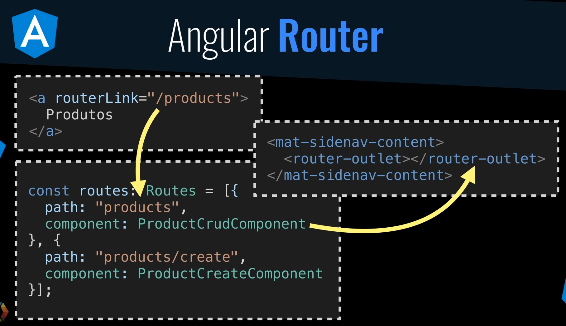 Angular Router
<a routerLink="/products">
Produtos
</a>
<mat-sidenav-content>
<router-outlet></router-outlet>
</mat-sidenav-content>
const routes: Routes = [{
path: "products",
component: ProductCrudComponent
}, {
path: "products/create",
component: ProductCreateComponent
}];